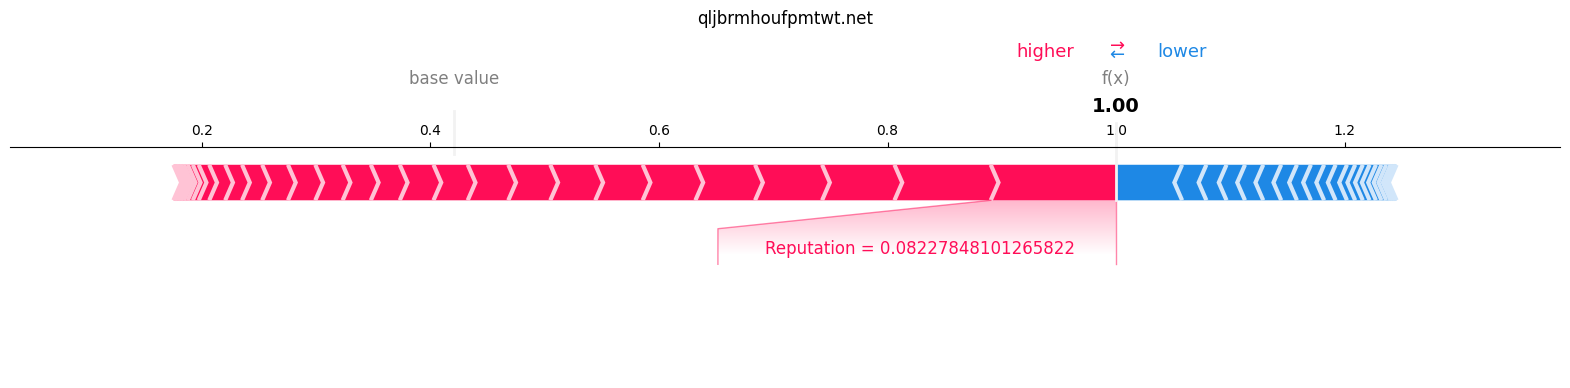 qljbrmhoufpmtwt.net
higher ⇄ lower
base value f(x)
1.00
0.2 0.4 0.6 0.8 1.0 1.2
Reputation = 0.08227848101265822